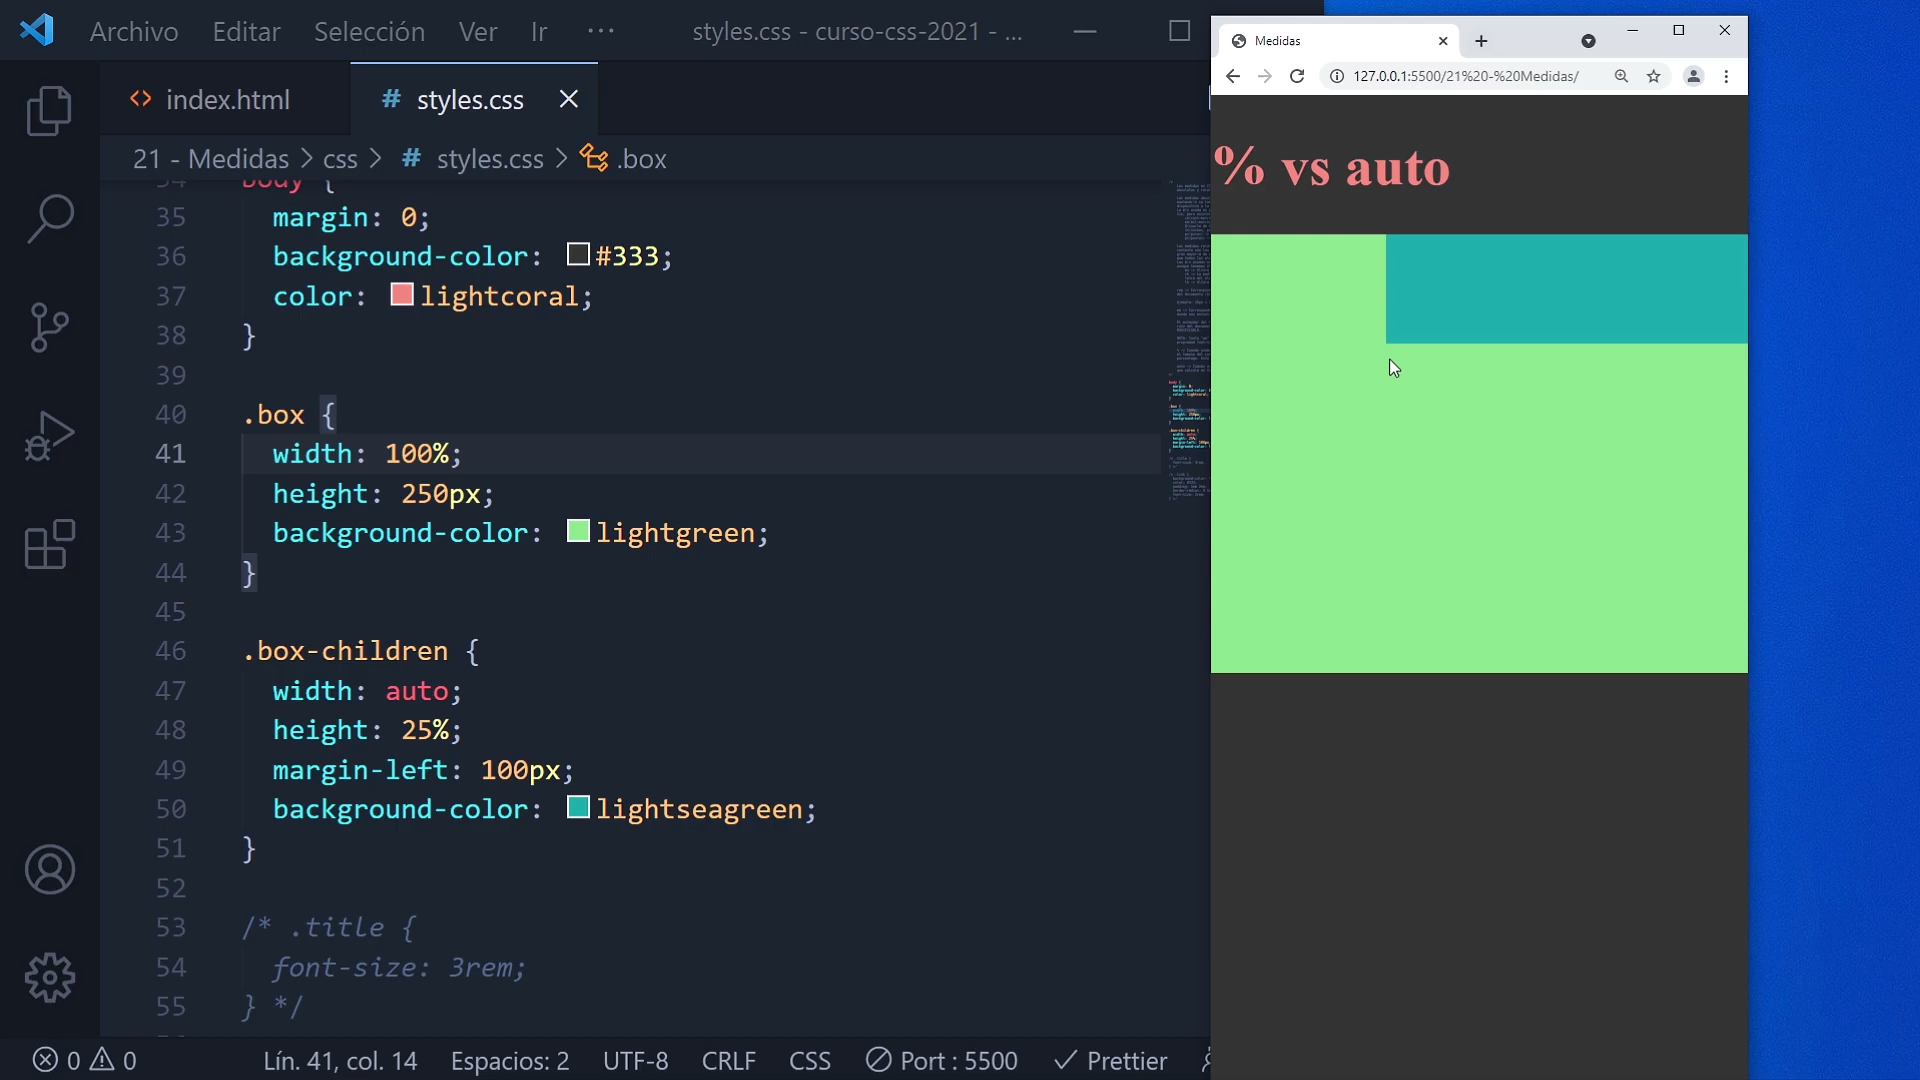 Archivo Editar Selección Ver Ir ··· styles.css - curso-css-2021 - ...
index.html # styles.css
21 - Medidas > css > # styles.css > .box
body {
35 margin: 0;
36 background-color: #333;
37 color: lightcoral;
38 }
39
40 .box {
41 width: 100%;
42 height: 250px;
43 background-color: lightgreen;
44 }
45
46 .box-children {
47 width: auto;
48 height: 25%;
49 margin-left: 100px;
50 background-color: lightseagreen;
51 }
52
53 /* .title {
54 font-size: 3rem;
55 } */
0 0 Lín. 41, col. 14 Espacios: 2 UTF-8 CRLF CSS Port : 5500 Prettier
Medidas
127.0.0.1:5500/21%20-%20Medidas/
% vs auto